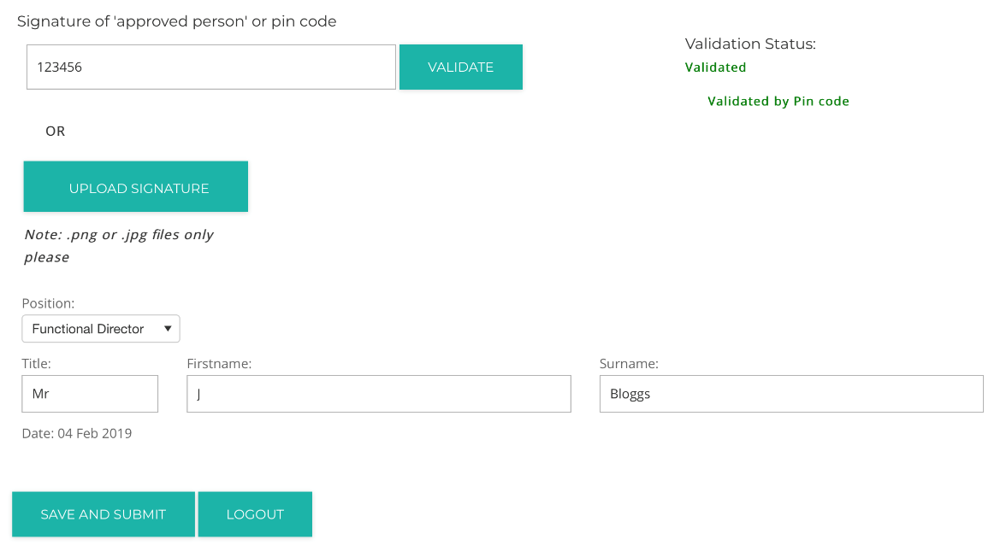 Signature of 'approved person' or pin code
123456
VALIDATE
Validation Status:
Validated
Validated by Pin code
OR
UPLOAD SIGNATURE
Note: .png or .jpg files only
please
Position:
Functional Director
Title:
Firstname:
Surname:
Mr
J
Bloggs
Date: 04 Feb 2019
SAVE AND SUBMIT
LOGOUT